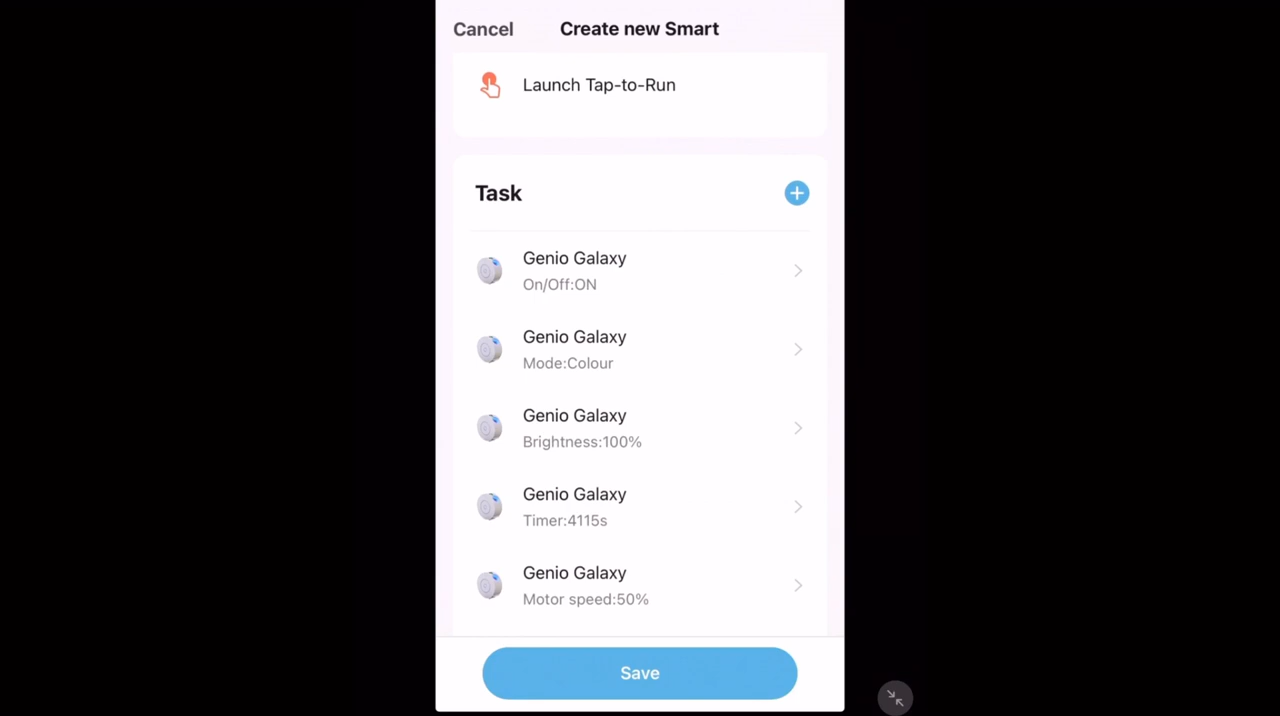 Cancel
Create new Smart
Launch Tap-to-Run
Task
Genio Galaxy
On/Off:ON
Genio Galaxy
Mode:Colour
Genio Galaxy
Brightness:100%
Genio Galaxy
Timer:4115s
Genio Galaxy
Motor speed:50%
Save